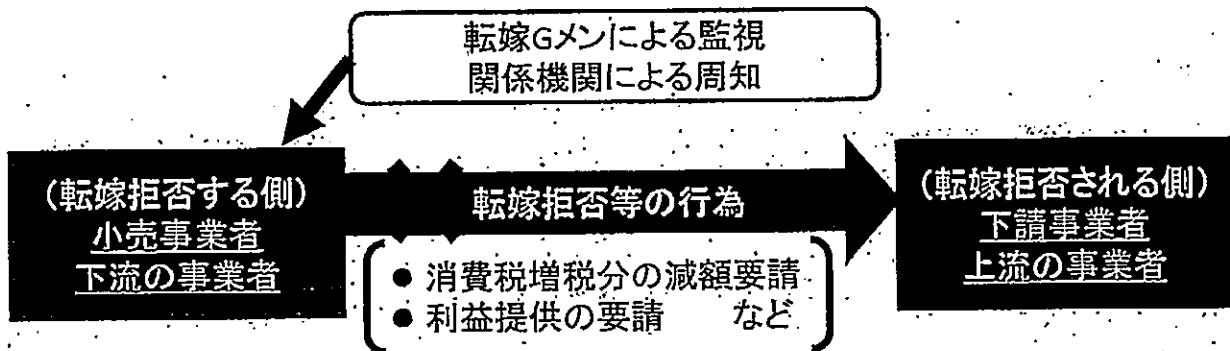 転嫁Gメンによる監視
関係機関による周知
(転嫁拒否する側)
小売事業者
下流の事業者
転嫁拒否等の行為
● 消費税増税分の減額要請
● 利益提供の要請 など
(転嫁拒否される側)
下請事業者
上流の事業者